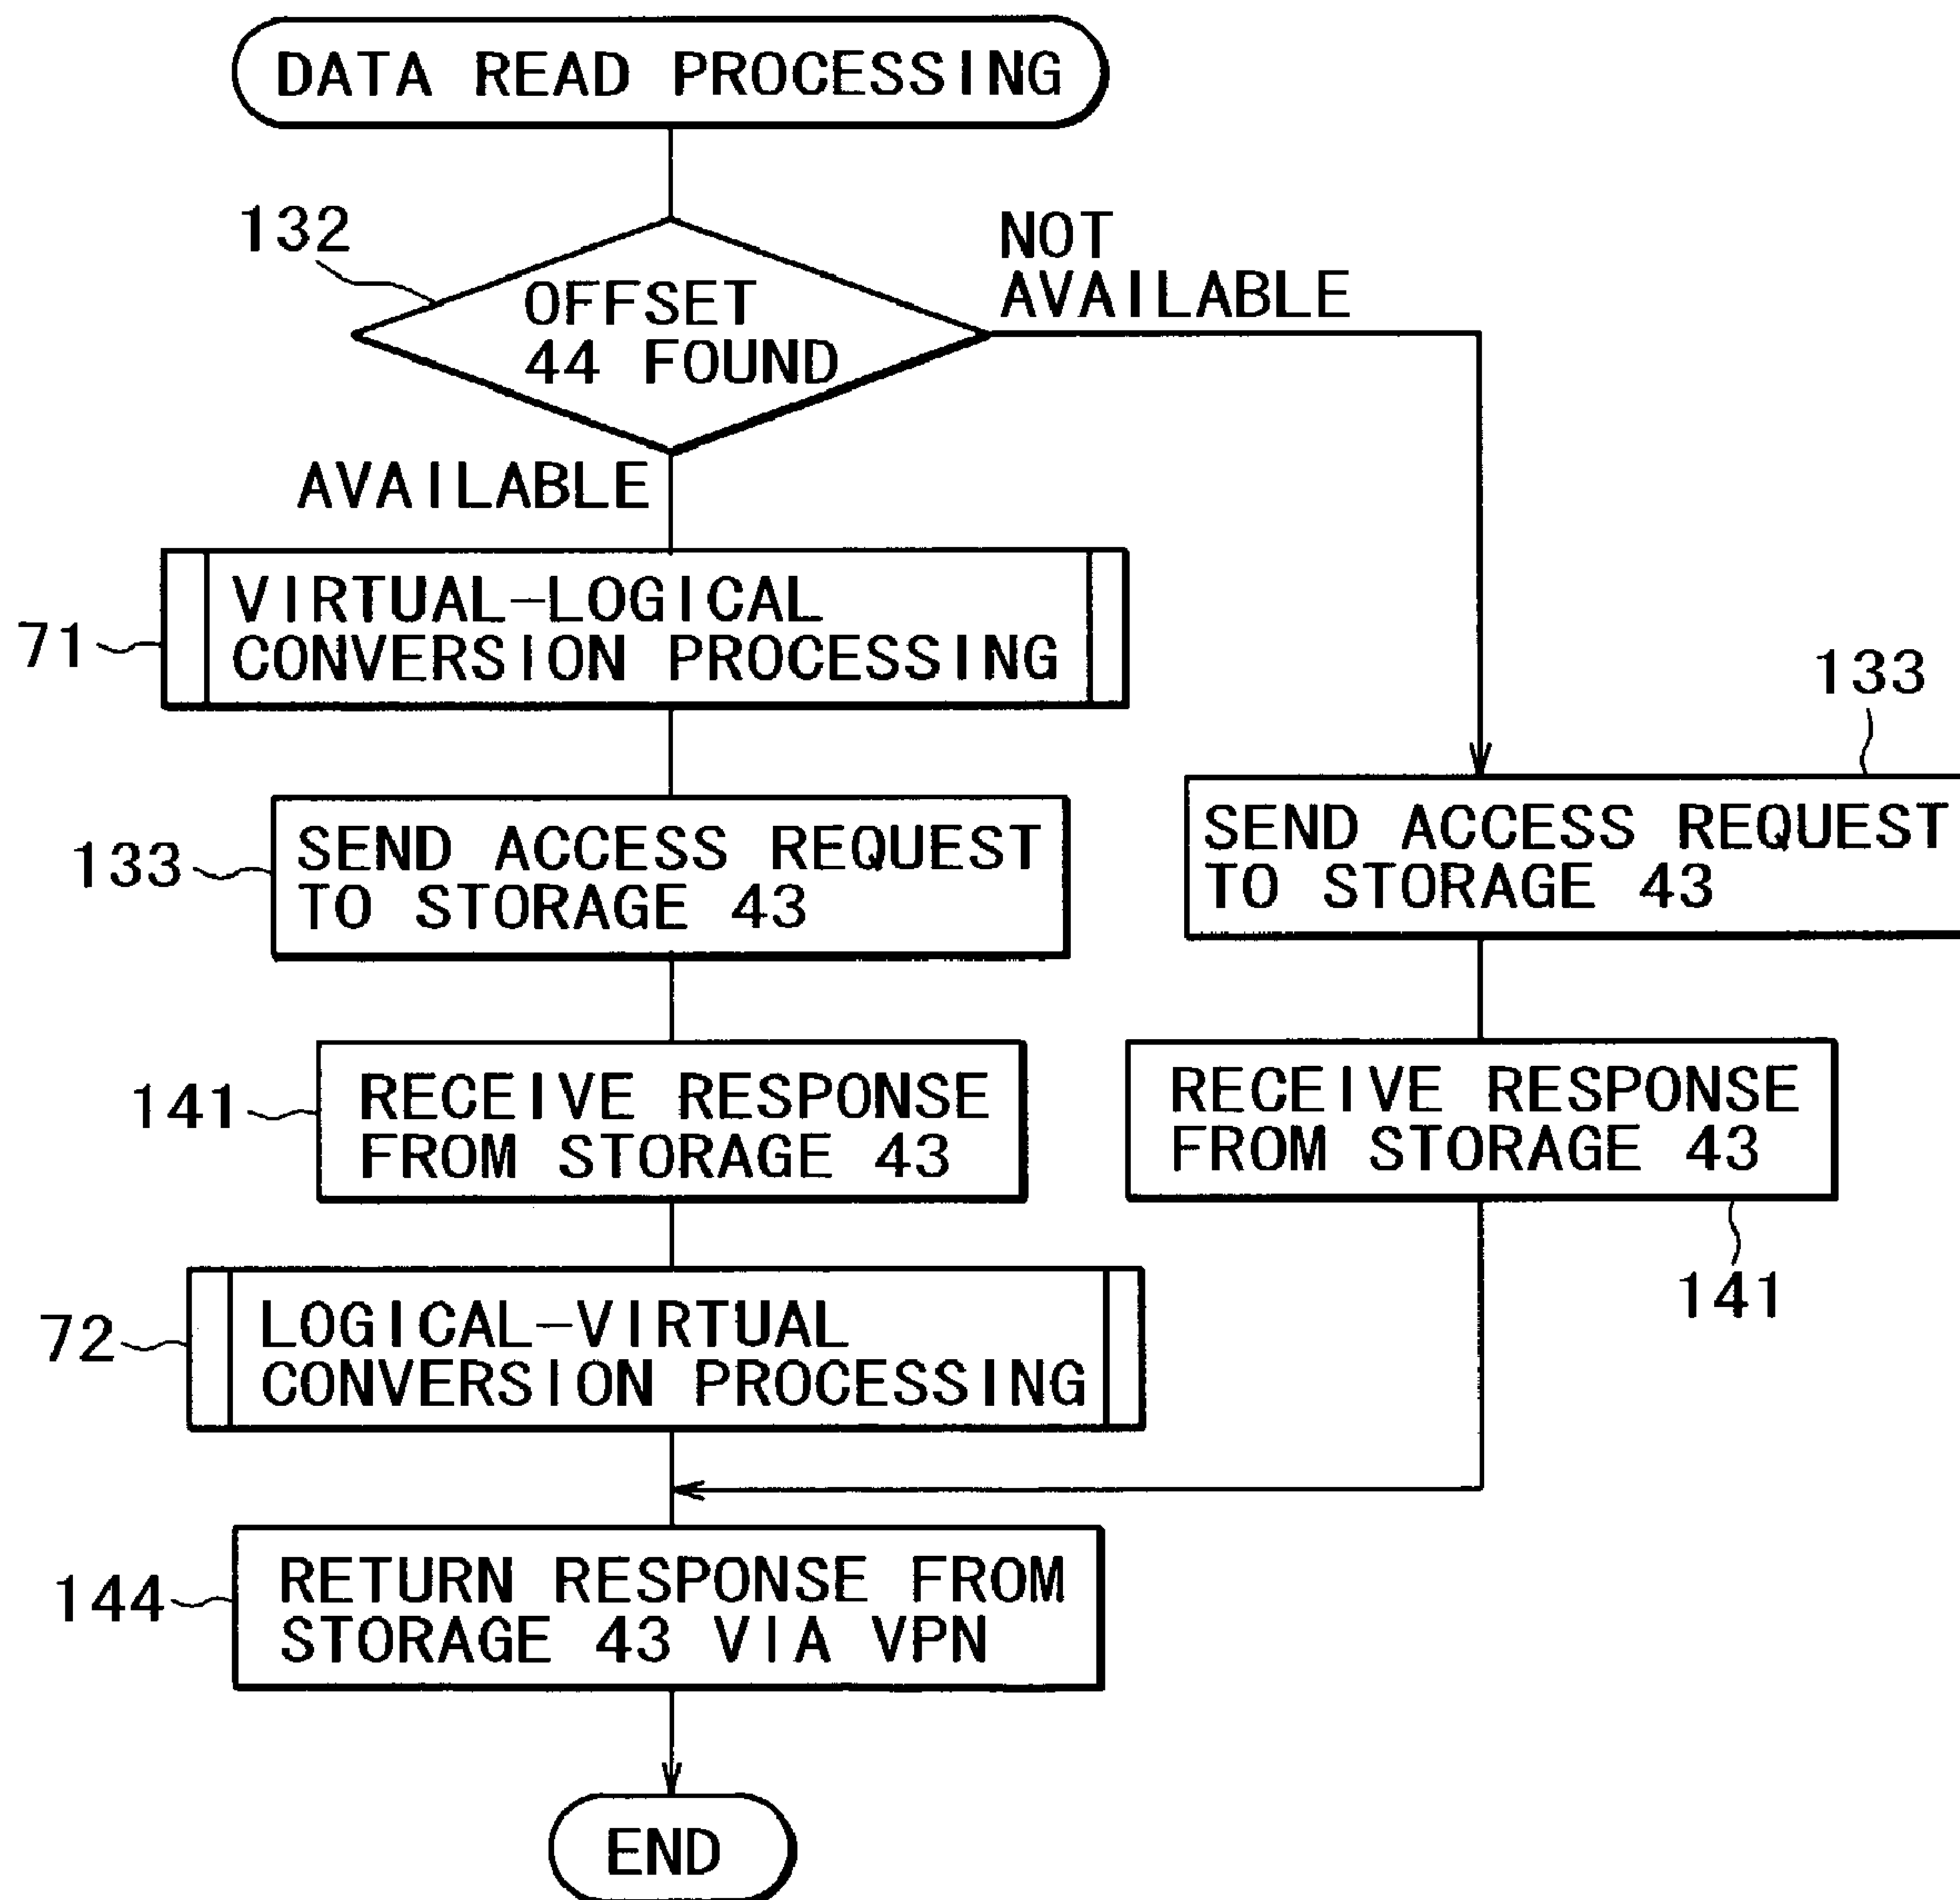 DATA READ PROCESSING
132
OFFSET
44 FOUND
NOT
AVAILABLE
AVAILABLE
71
VIRTUAL-LOGICAL
CONVERSION PROCESSING
133
SEND ACCESS REQUEST
TO STORAGE 43
133
SEND ACCESS REQUEST
TO STORAGE 43
141
RECEIVE RESPONSE
FROM STORAGE 43
RECEIVE RESPONSE
FROM STORAGE 43
141
72
LOGICAL-VIRTUAL
CONVERSION PROCESSING
144
RETURN RESPONSE FROM
STORAGE 43 VIA VPN
END